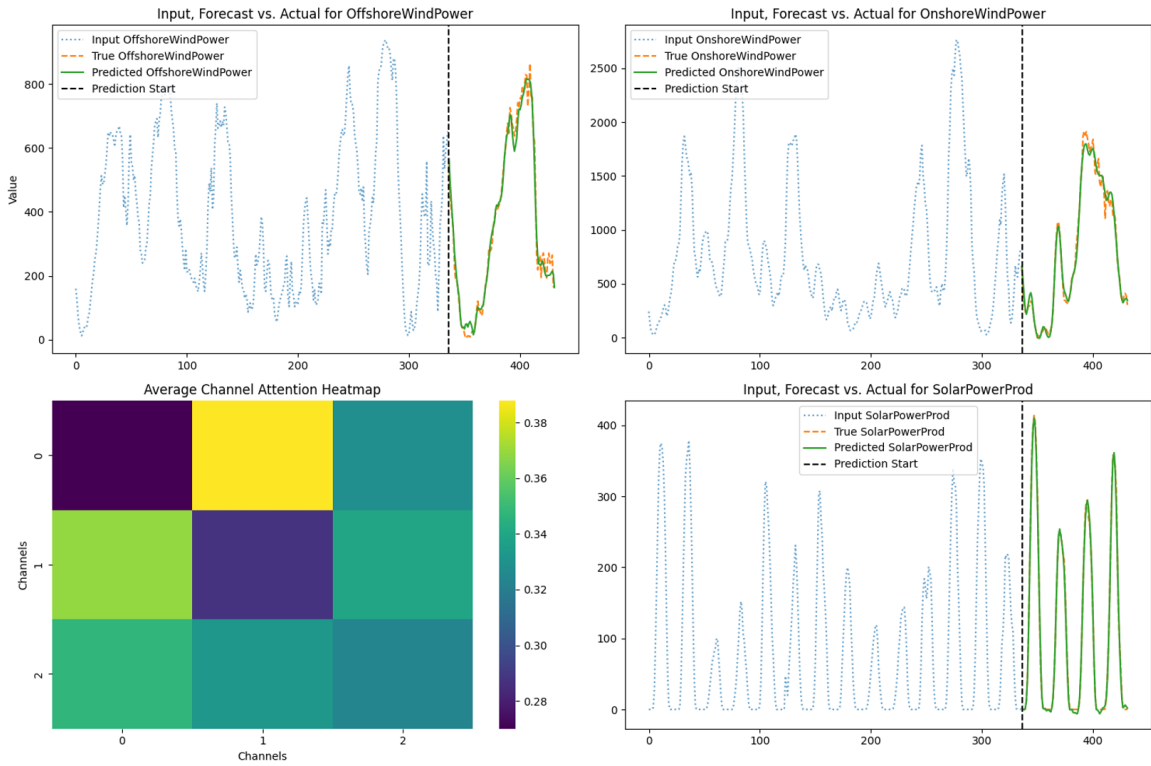 Input, Forecast vs. Actual for OffshoreWindPower
Input OffshoreWindPower
True OffshoreWindPower
Predicted OffshoreWindPower
Prediction Start
Value
800
600
400
200
0
0
100
200
300
400
Input, Forecast vs. Actual for OnshoreWindPower
Input OnshoreWindPower
True OnshoreWindPower
Predicted OnshoreWindPower
Prediction Start
2500
2000
1500
1000
500
0
0
100
200
300
400
Average Channel Attention Heatmap
Channels
0
1
2
0
1
2
Channels
0.38
0.36
0.34
0.32
0.30
0.28
Input, Forecast vs. Actual for SolarPowerProd
Input SolarPowerProd
True SolarPowerProd
Predicted SolarPowerProd
Prediction Start
400
300
200
100
0
0
100
200
300
400